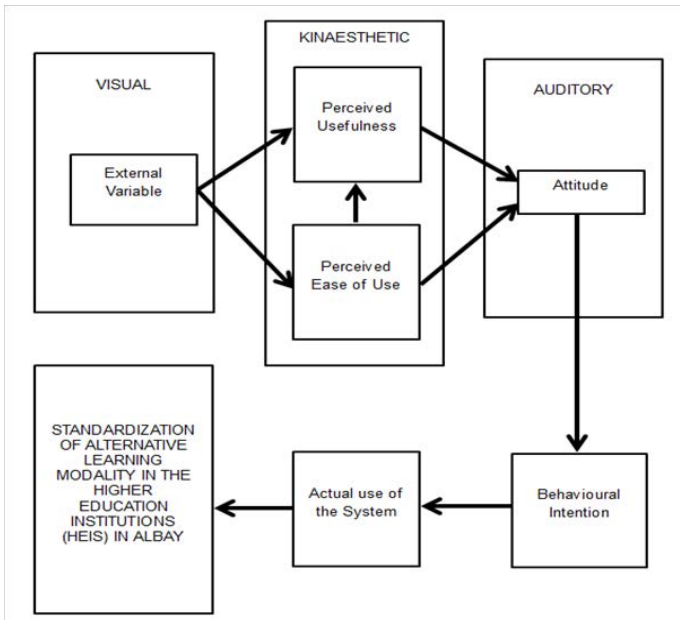 KINAESTHETIC
VISUAL
AUDITORY
External
Variable
Perceived
Usefulness
Perceived
Ease of Use
Attitude
STANDARDIZATION
OF ALTERNATIVE
LEARNING
MODALITY IN THE
HIGHER
EDUCATION
INSTITUTIONS
(HEIS) IN ALBAY
Actual use of
the System
Behavioural
Intention